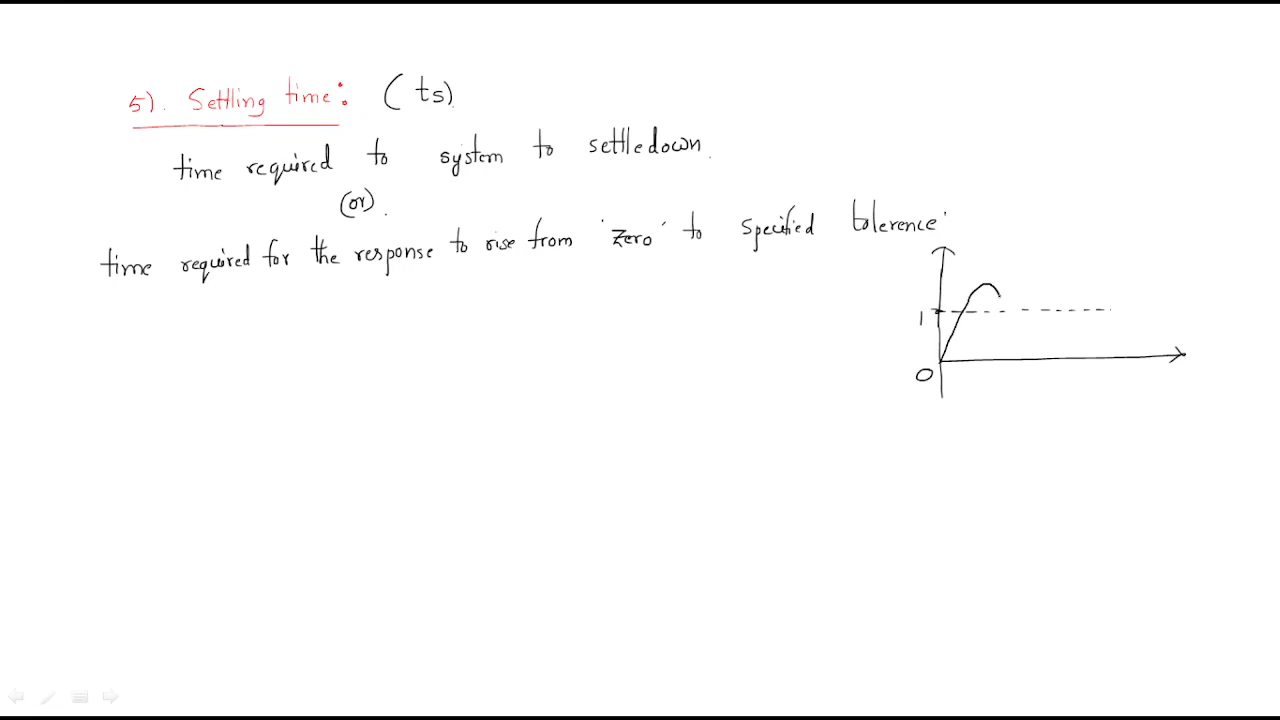 5). Settling time: (ts).
time required to system to settledown.
(or).
time required for the response to rise from 'Zero' to specified tolerence'
1
0